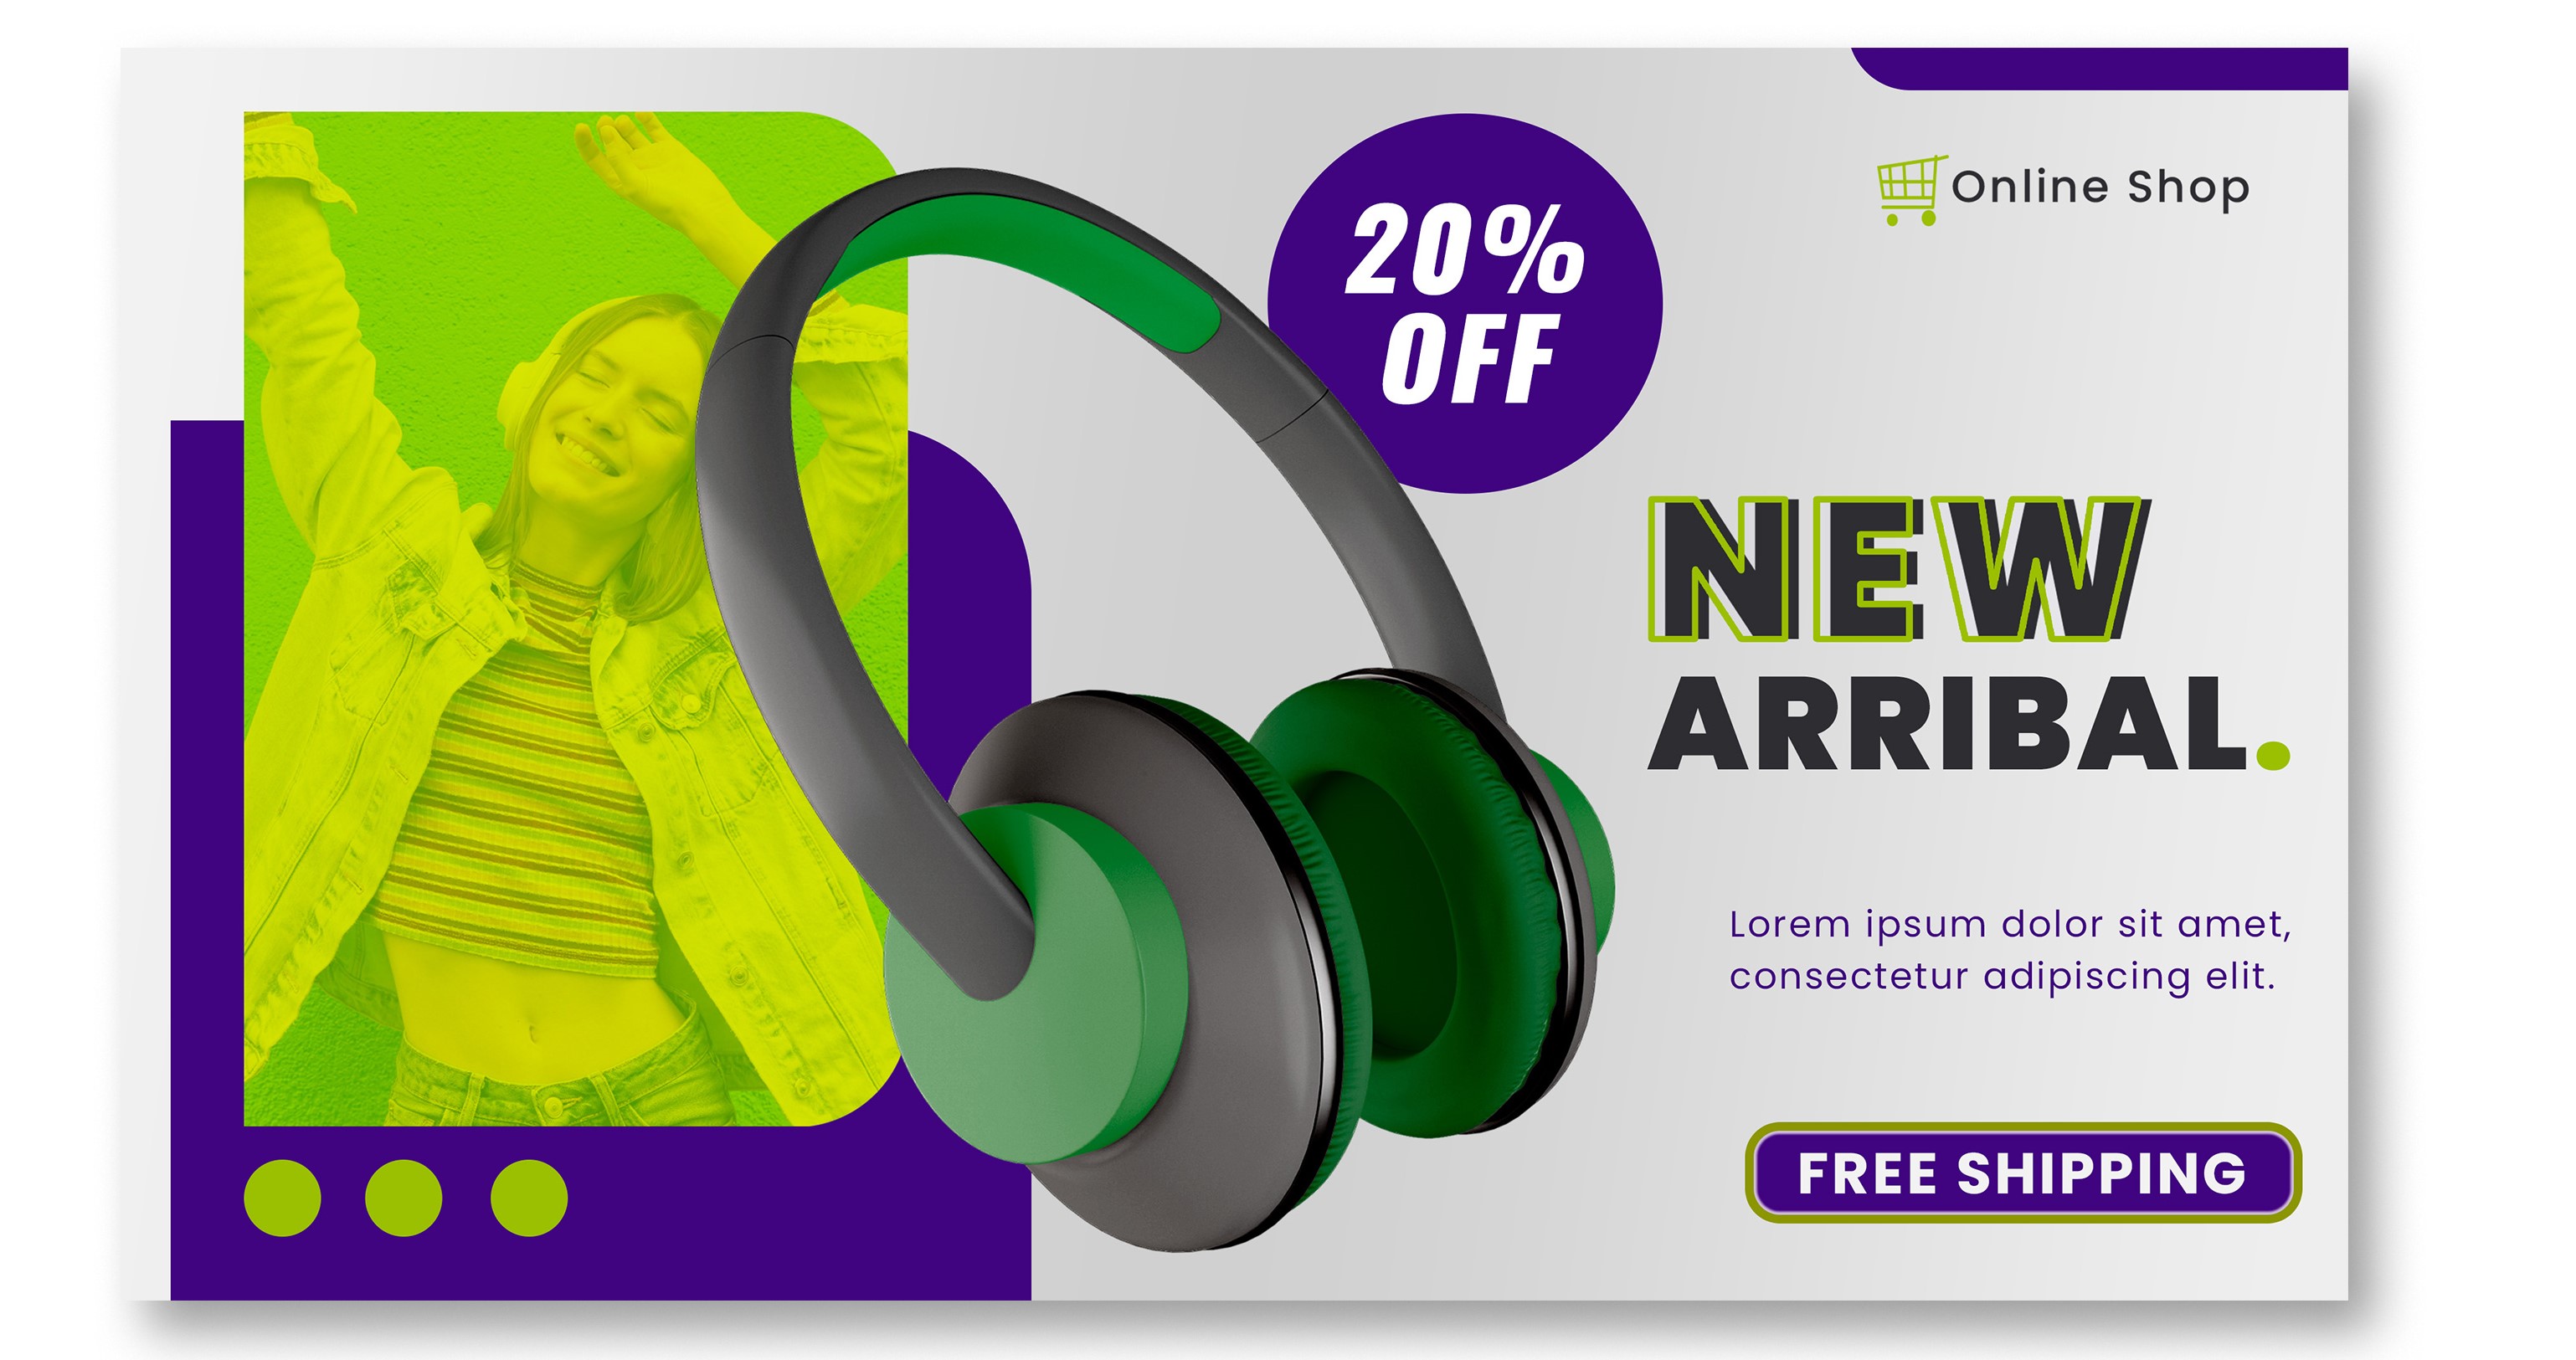 Online Shop
20%
OFF
NEW
ARRIBAL.
Lorem ipsum dolor sit amet,
consectetur adipiscing elit.
FREE SHIPPING